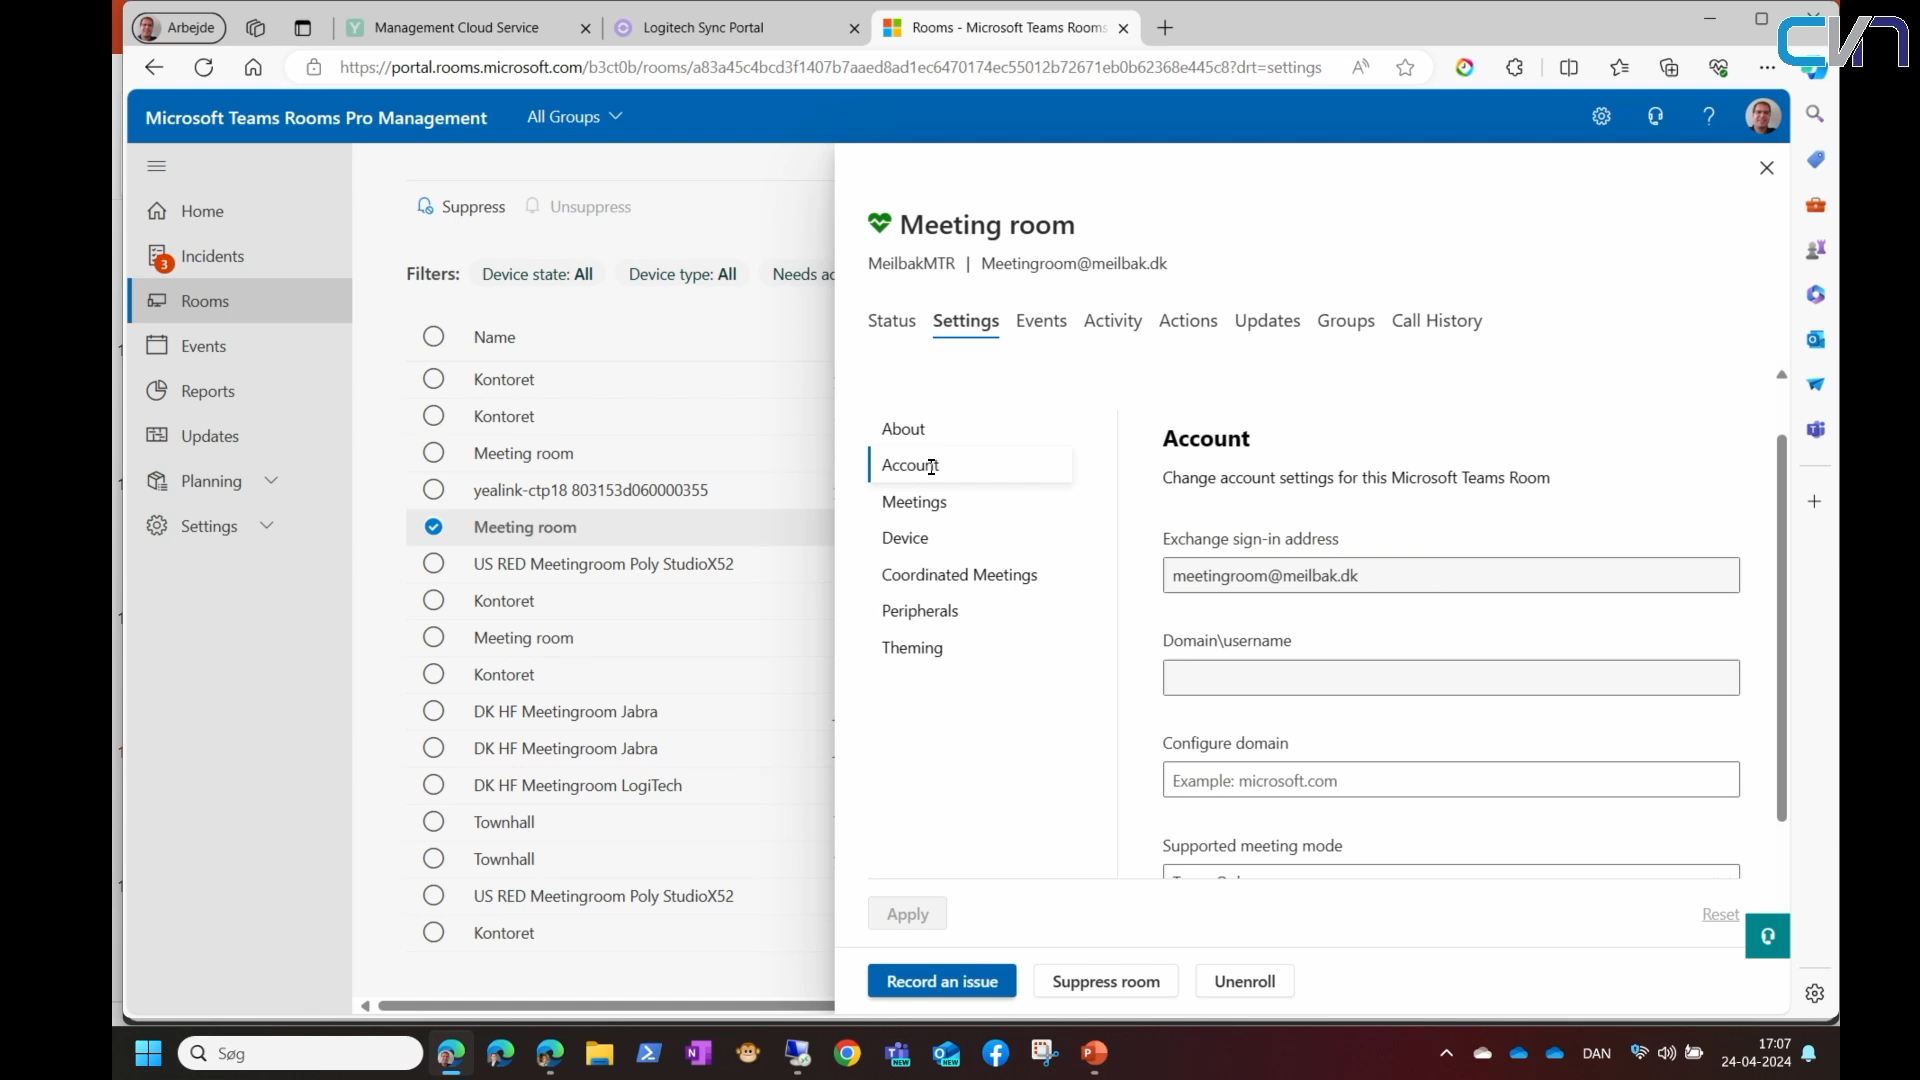 Arbejde
Management Cloud Service
Logitech Sync Portal
Rooms - Microsoft Teams Rooms
CVN
https://portal.rooms.microsoft.com/b3ct0b/rooms/a83a45c4bcd3f1407b7aaed8ad1ec6470174ec55012b72671eb0b62368e445c8?drt=settings
Microsoft Teams Rooms Pro Management
All Groups
Home
3
Incidents
Rooms
Events
Reports
Updates
Planning
Settings
Suppress
Unsuppress
Filters:
Device state: All
Device type: All
Needs ac
Name
Kontoret
Kontoret
Meeting room
yealink-ctp18 803153d060000355
Meeting room
US RED Meetingroom Poly StudioX52
Kontoret
Meeting room
Kontoret
DK HF Meetingroom Jabra
DK HF Meetingroom Jabra
DK HF Meetingroom LogiTech
Townhall
Townhall
US RED Meetingroom Poly StudioX52
Kontoret
Meeting room
MeilbakMTR | Meetingroom@meilbak.dk
Status Settings Events Activity Actions Updates Groups Call History
About
Account
Meetings
Device
Coordinated Meetings
Peripherals
Theming
Account
Change account settings for this Microsoft Teams Room
Exchange sign-in address
meetingroom@meilbak.dk
Domain\username
Configure domain
Example: microsoft.com
Supported meeting mode
Apply
Reset
Record an issue
Suppress room
Unenroll
Søg
NEW
NEW
DAN
17:07
24-04-2024